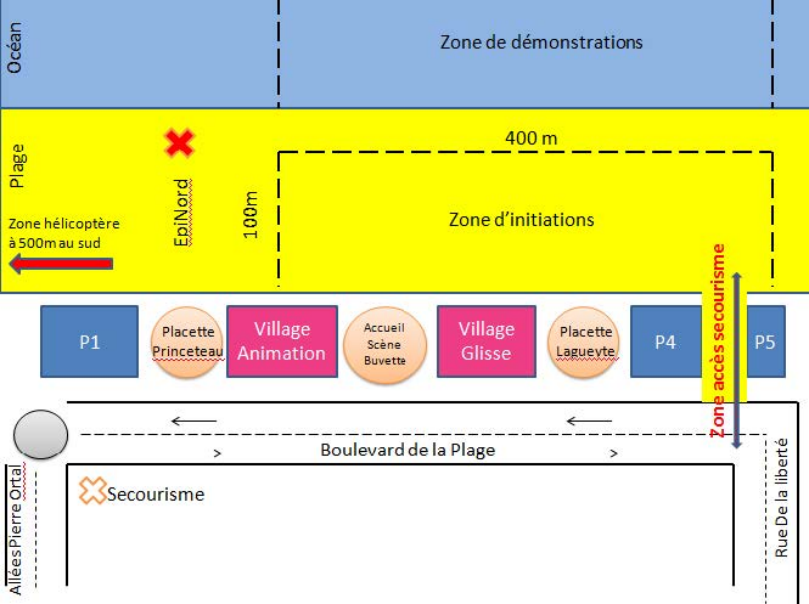 Océan
Zone de démonstrations
Plage
400 m
EpiNord
100m
Zone d'initiations
Zone hélicoptère
à 500m au sud
P1
Placette
Princeteau
Village
Animation
Accueil
Scène
Buvette
Village
Glisse
Placette
Lagueyte
P4
Zone accès secourisme
P5
Boulevard de la Plage
>
>
Secourisme
Allées Pierre Ortal
Rue De la liberté